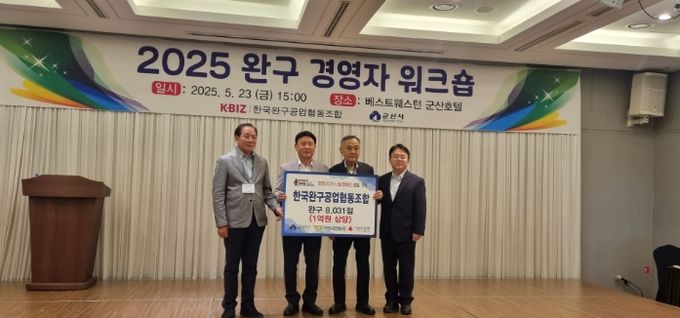 2025 완구 경영자 워크숍
일시 : 2025. 5. 23 (금) 15:00 장소 : 베스트웨스턴 군산호텔
K·BIZ 한국완구공업협동조합 군산시
한국완구공업협동조합
완구 8,031점
(1억원 상당)